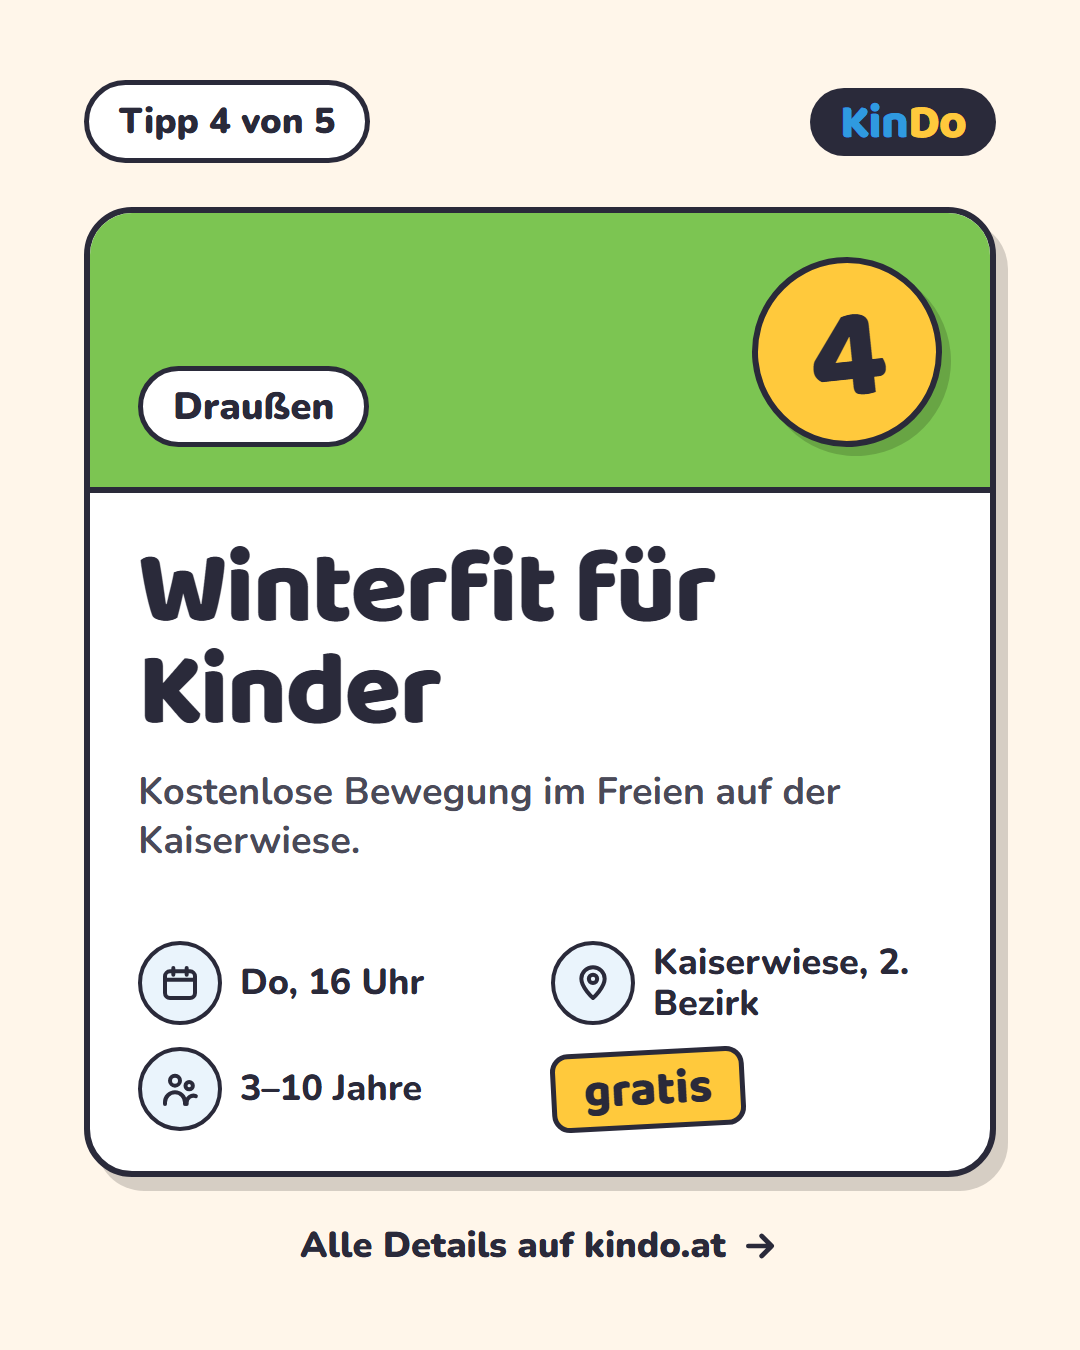 Tipp 4 von 5
KinDo
4
Draußen
Winterfit für
Kinder
Kostenlose Bewegung im Freien auf der
Kaiserwiese.
Do, 16 Uhr
Kaiserwiese, 2.
Bezirk
3–10 Jahre
gratis
Alle Details auf kindo.at →